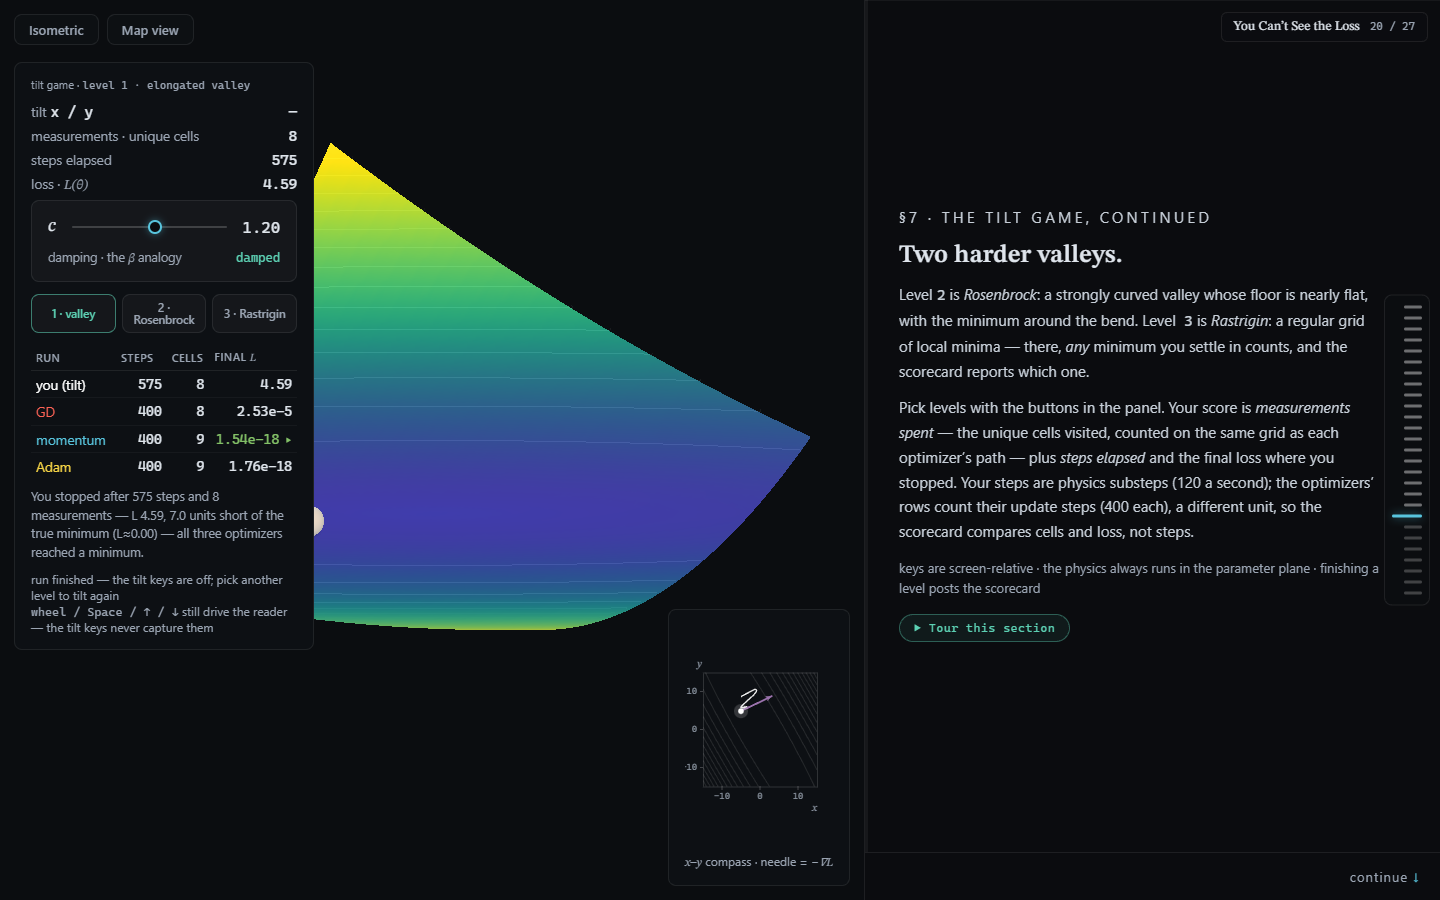 Isometric
Map view
tilt game · level 1 · elongated valley
tilt x / y —
measurements · unique cells 8
steps elapsed 575
loss · L(θ) 4.59
c 1.20
damping · the β analogy damped
1 · valley
2 · Rosenbrock
3 · Rastrigin
RUN STEPS CELLS FINAL L
you (tilt) 575 8 4.59
GD 400 8 2.53e−5
momentum 400 9 1.54e−18 ▸
Adam 400 9 1.76e−18
You stopped after 575 steps and 8
measurements — L 4.59, 7.0 units short of the
true minimum (L≈0.00) — all three optimizers
reached a minimum.
run finished — the tilt keys are off; pick another
level to tilt again
wheel / Space / ↑ / ↓ still drive the reader
— the tilt keys never capture them
y
10
0
-10
−10 0 10
x
x–y compass · needle = −∇L
You Can't See the Loss 20 / 27
§7 · THE TILT GAME, CONTINUED
Two harder valleys.
Level 2 is Rosenbrock: a strongly curved valley whose floor is nearly flat,
with the minimum around the bend. Level 3 is Rastrigin: a regular grid
of local minima — there, any minimum you settle in counts, and the
scorecard reports which one.
Pick levels with the buttons in the panel. Your score is measurements
spent — the unique cells visited, counted on the same grid as each
optimizer's path — plus steps elapsed and the final loss where you
stopped. Your steps are physics substeps (120 a second); the optimizers'
rows count their update steps (400 each), a different unit, so the
scorecard compares cells and loss, not steps.
keys are screen-relative · the physics always runs in the parameter plane · finishing a
level posts the scorecard
▸ Tour this section
continue ↓